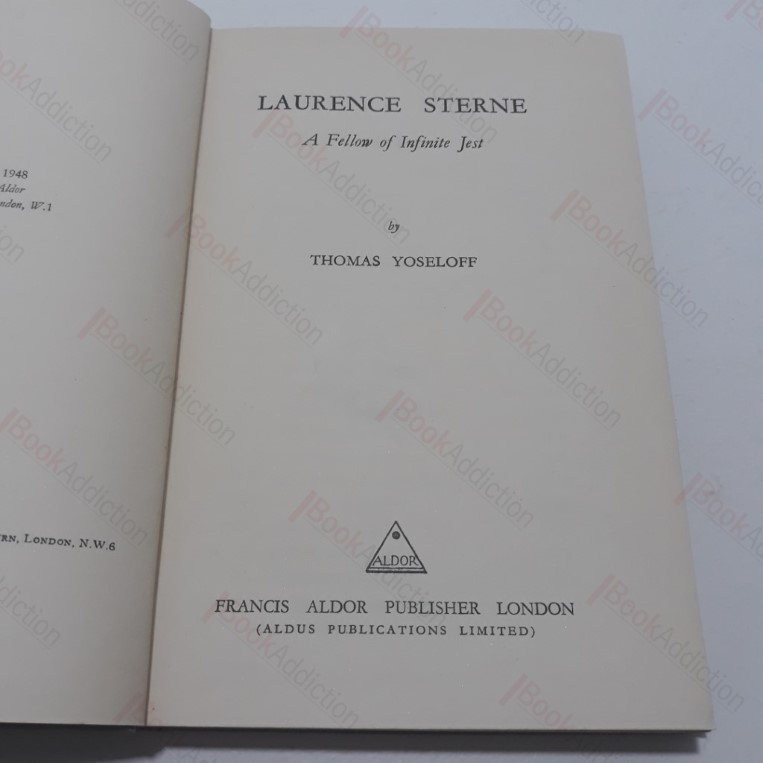 1948
Aldor
ndon, W.1
RN, LONDON, N.W.6
LAURENCE STERNE
A Fellow of Infinite Jest
by
THOMAS YOSELOFF
ALDOR
FRANCIS ALDOR PUBLISHER LONDON
(ALDUS PUBLICATIONS LIMITED)
BookAddiction